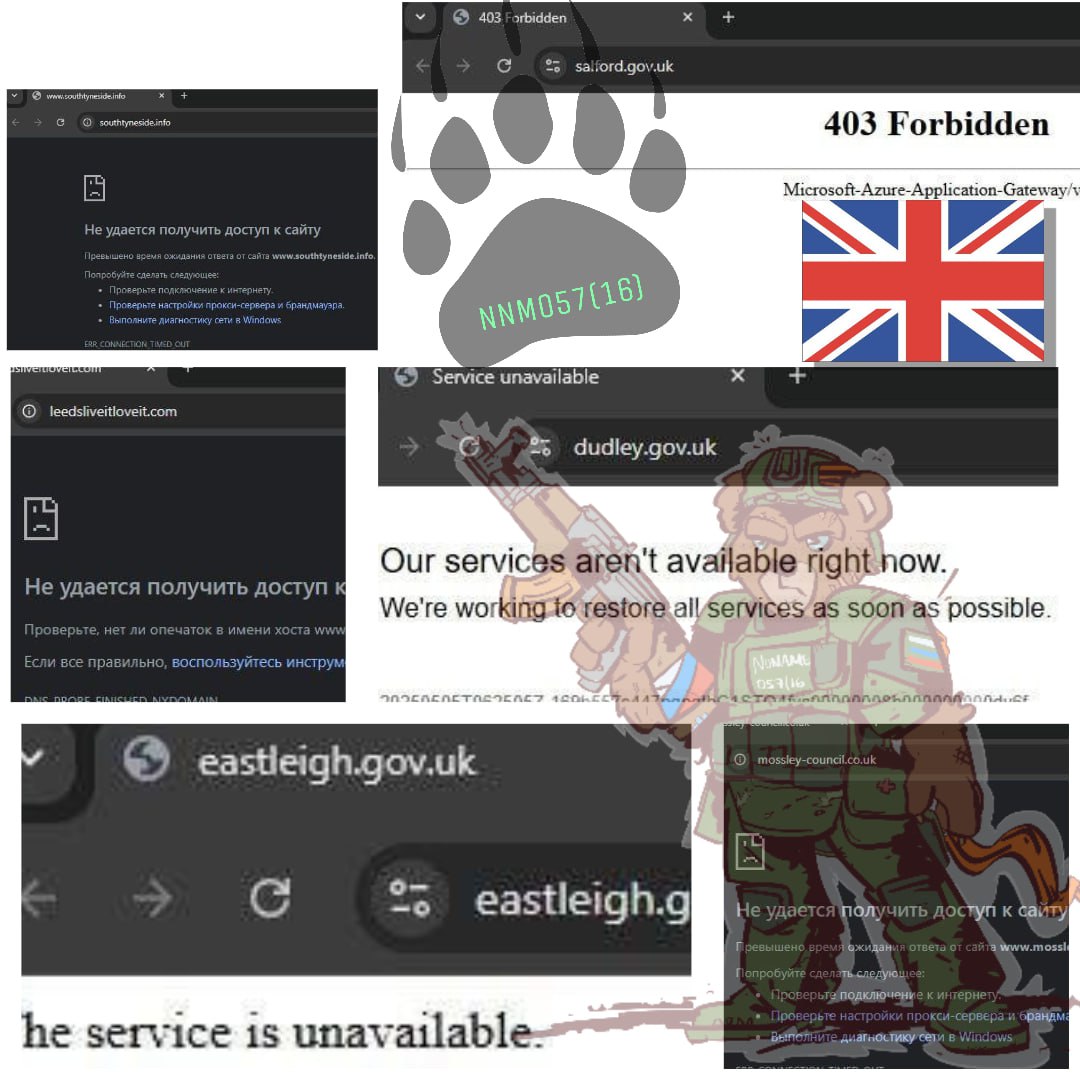 www.southtyneside.info
southtyneside.info
Не удается получить доступ к сайту
Превышено время ожидания ответа от сайта www.southtyneside.info.
Попробуйте сделать следующее:
Проверьте подключение к интернету.
Проверьте настройки прокси-сервера и брандмауэра.
Выполните диагностику сети в Windows
ERR_CONNECTION_TIMED_OUT
403 Forbidden
salford.gov.uk
403 Forbidden
Microsoft-Azure-Application-Gateway/v
NNM057(16)
dsliveitloveit.com
leedsliveitloveit.com
Не удается получить доступ к
Проверьте, нет ли опечаток в имени хоста www
Если все правильно, воспользуйтесь инструм
DNS_PROBE_FINISHED_NXDOMAIN
Service unavailable
dudley.gov.uk
Our services aren't available right now.
We're working to restore all services as soon as possible.
NONAME
057/16
eastleigh.gov.uk
eastleigh.g
he service is unavailable.
mossley-council.co.uk
Не удается получить доступ к сайту
Превышено время ожидания ответа от сайта www.mossle
Попробуйте сделать следующее:
Проверьте подключение к интернету.
Проверьте настройки прокси-сервера и брандма
Выполните диагностику сети в Windows
ERR_CONNECTION_TIMED_OUT